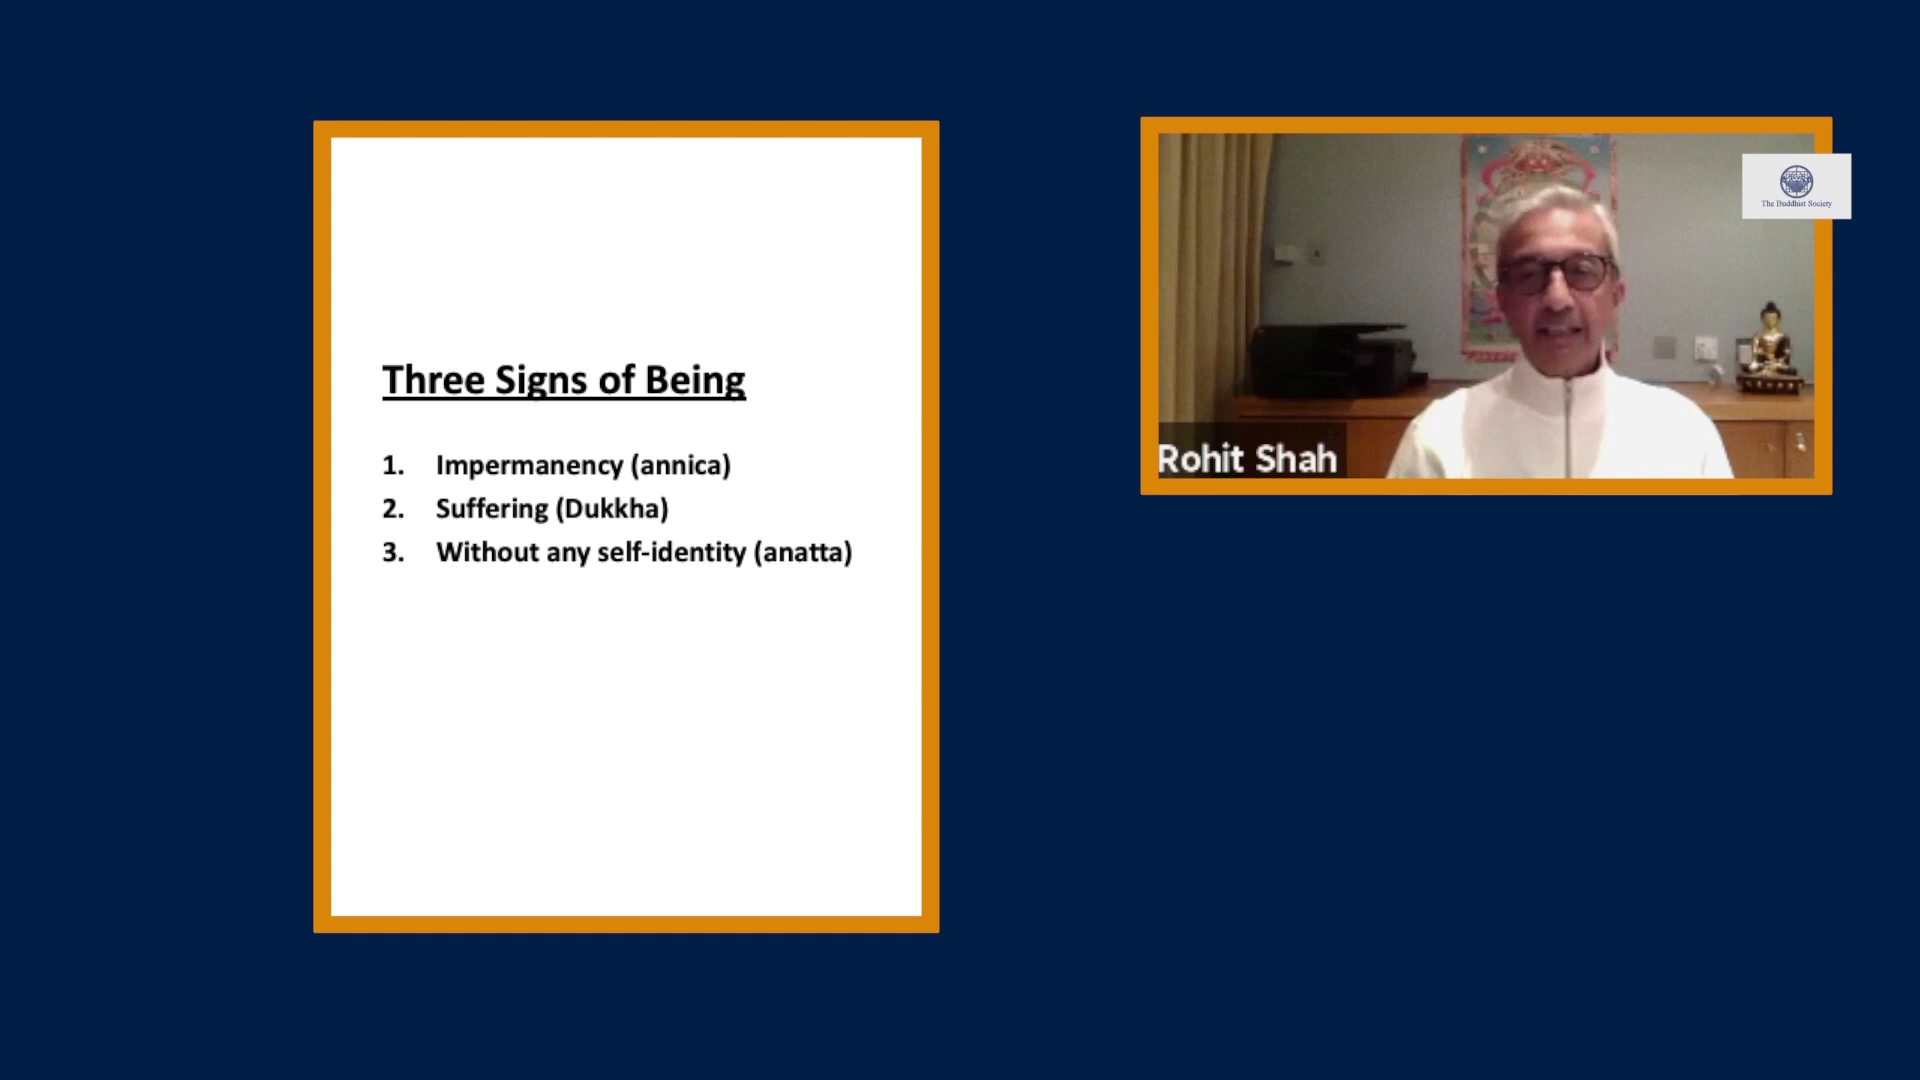 Three Signs of Being
1. Impermanency (annica)
2. Suffering (Dukkha)
3. Without any self-identity (anatta)
The Buddhist Society
Rohit Shah